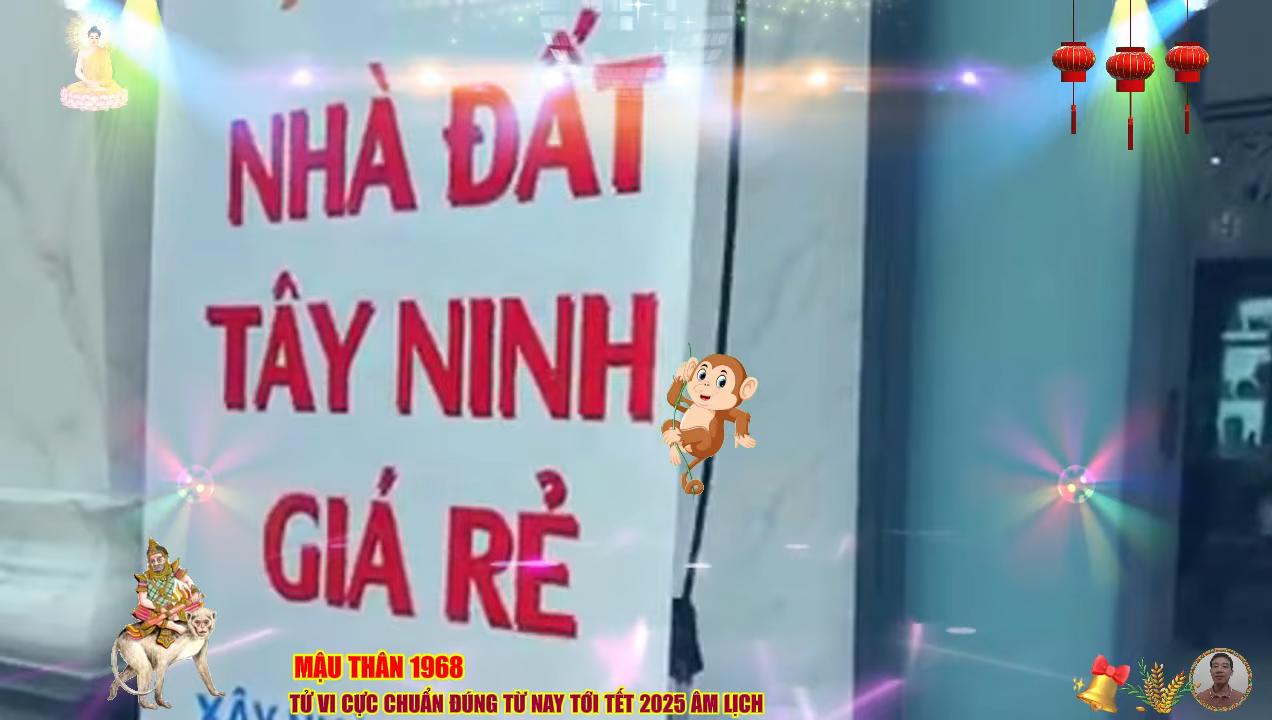 NHÀ ĐẤT
TÂY NINH
GIÁ RẺ
XÂY
MẬU THÂN 1968
TỬ VI CỰC CHUẨN ĐÚNG TỪ NAY TỚI TẾT 2025 ÂM LỊCH